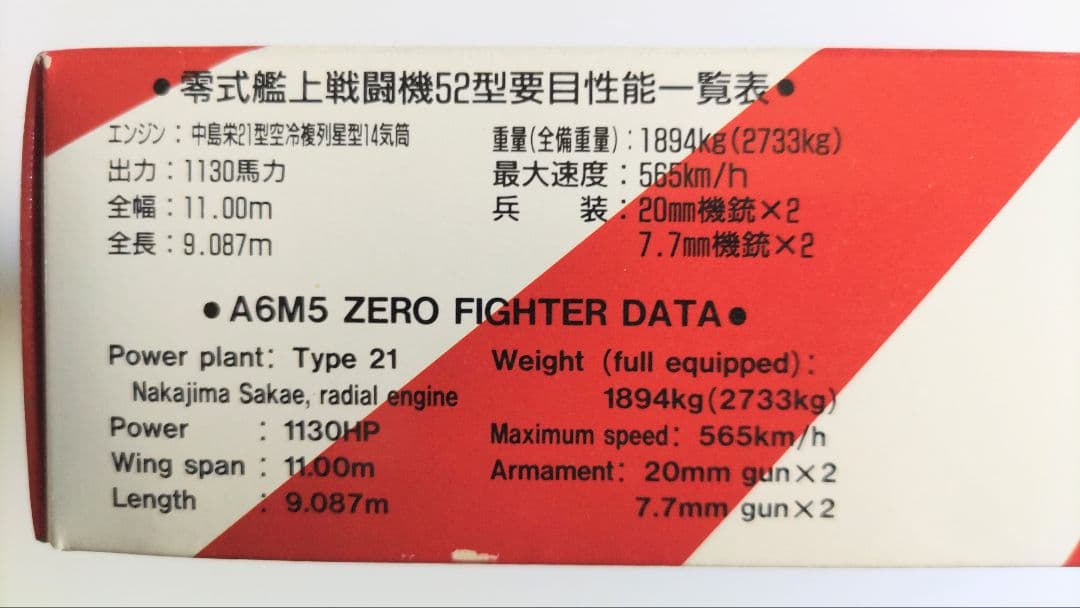 ●零式艦上戦闘機52型要目性能一覧表●
エンジン：中島栄21型空冷複列星型14気筒
出力：1130馬力
全幅：11.00m
全長：9.087m
重量(全備重量)：1894kg(2733kg)
最大速度：565km/h
兵　装：20mm機銃×2
7.7mm機銃×2
●A6M5 ZERO FIGHTER DATA●
Power plant: Type 21
Nakajima Sakae, radial engine
Power : 1130HP
Wing span : 11.00m
Length : 9.087m
Weight (full equipped):
1894kg(2733kg)
Maximum speed: 565km/h
Armament: 20mm gun×2
7.7mm gun×2